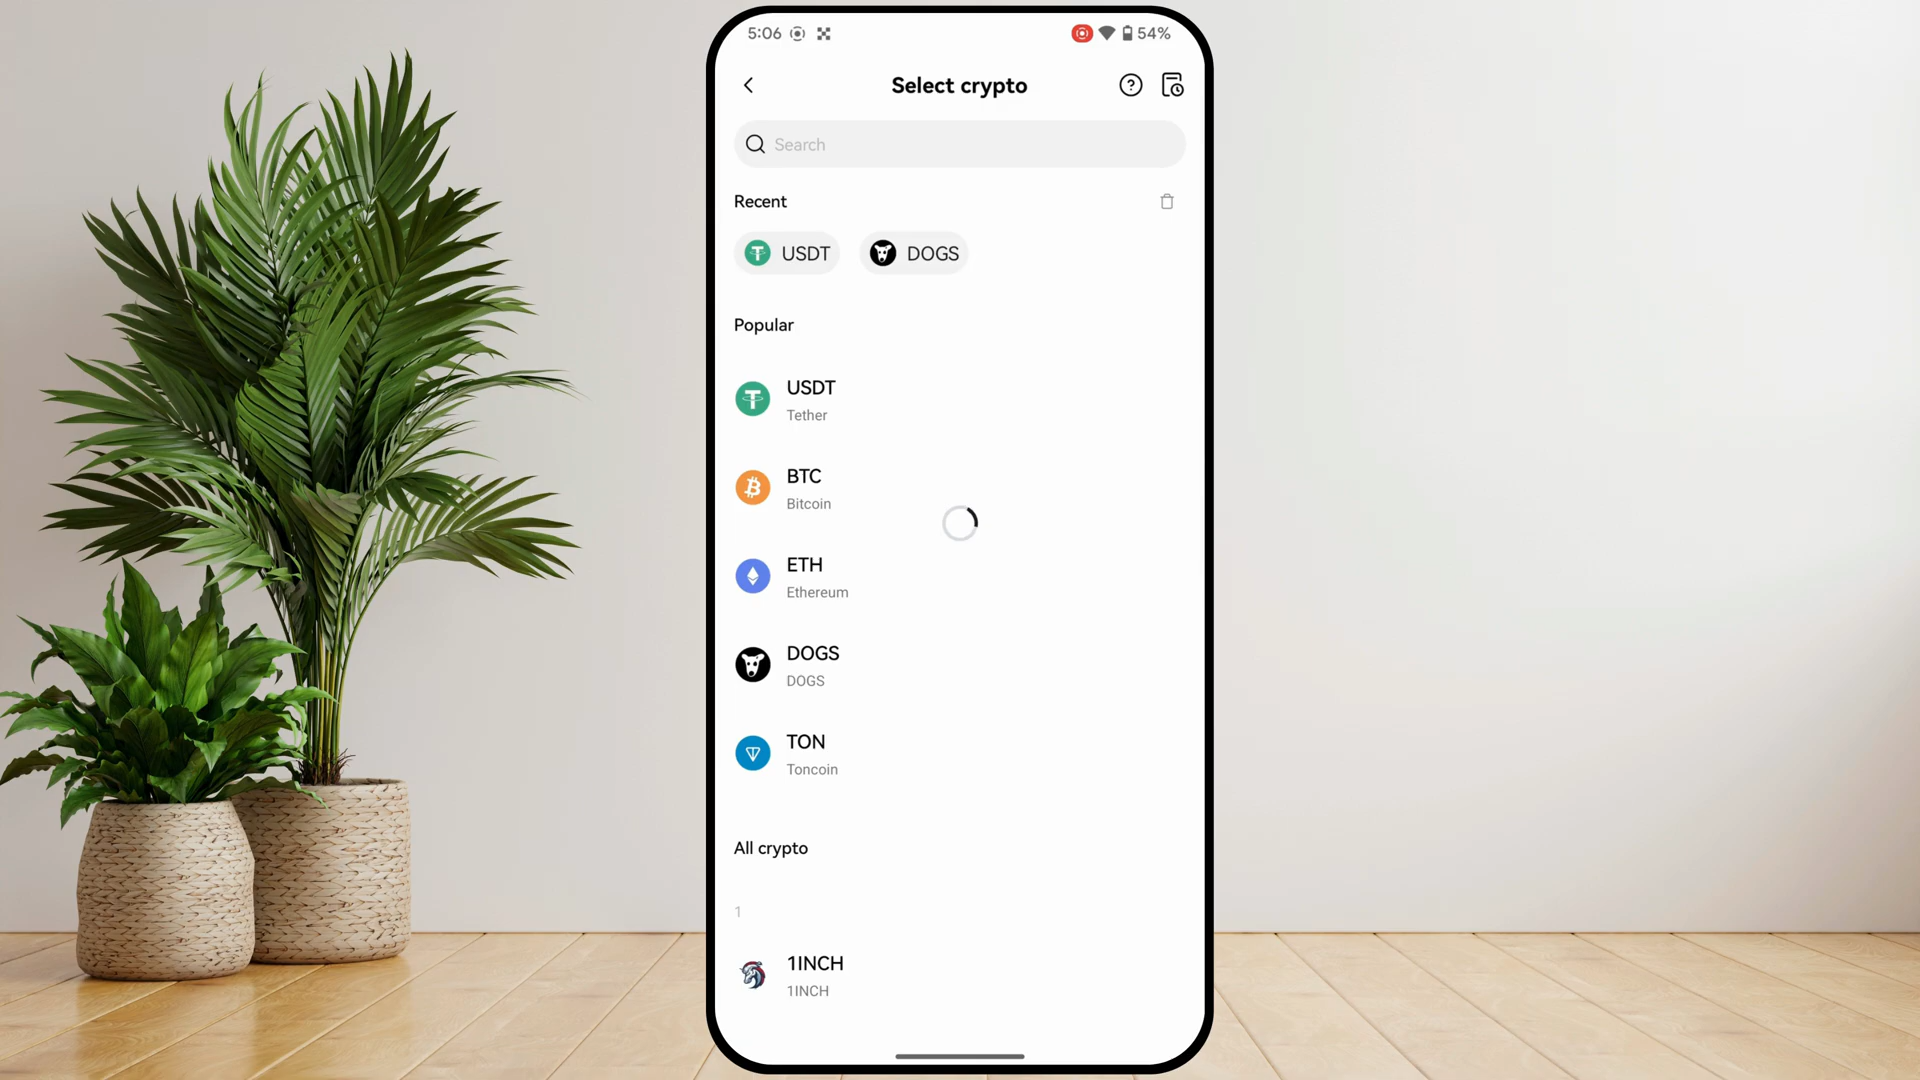 5:06
54%
Select crypto
Search
Recent
USDT
DOGS
Popular
USDT
Tether
BTC
Bitcoin
ETH
Ethereum
DOGS
DOGS
TON
Toncoin
All crypto
1
1INCH
1INCH